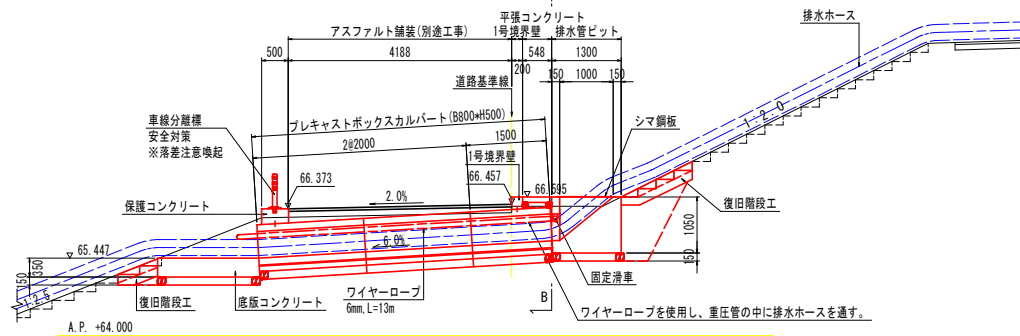 平張コンクリート
アスファルト舗装(別途工事)
1号境界壁
排水管ピット
排水ホース
500
4188
548
1300
200
150
1000
150
道路基準線
車線分離標
安全対策
※落差注意喚起
プレキャストボックスカルバート(B800*H500)
2@2000
1500
1:2.0
シマ鋼板
1号境界壁
66.373
66.457
66.595
2.0%
保護コンクリート
復旧階段工
1050
150
65.447
6.0%
350
150
固定滑車
1:2.5
復旧階段工
底版コンクリート
ワイヤーロープ
6mm,L=13m
B
ワイヤーロープを使用し、重圧管の中に排水ホースを通す。
A.P. +64.000